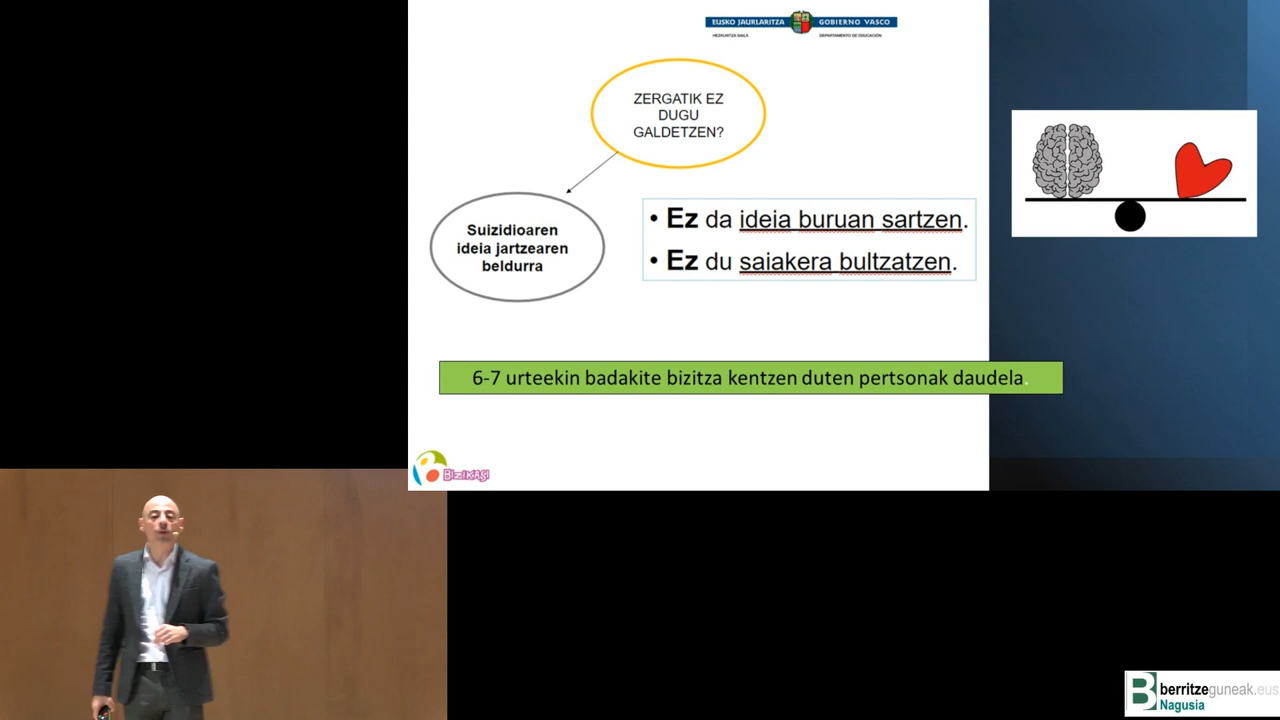 EUSKO JAURLARITZA
GOBIERNO VASCO
HEZKUNTZA SAILA
DEPARTAMENTO DE EDUCACIÓN
ZERGATIK EZ
DUGU
GALDETZEN?
Suizidioaren
ideia jartzearen
beldurra
• Ez da ideia buruan sartzen.
• Ez du saiakera bultzatzen.
6-7 urteekin badakite bizitza kentzen duten pertsonak daudela.
BIZIKASI
berritzeguneak.eus
Nagusia